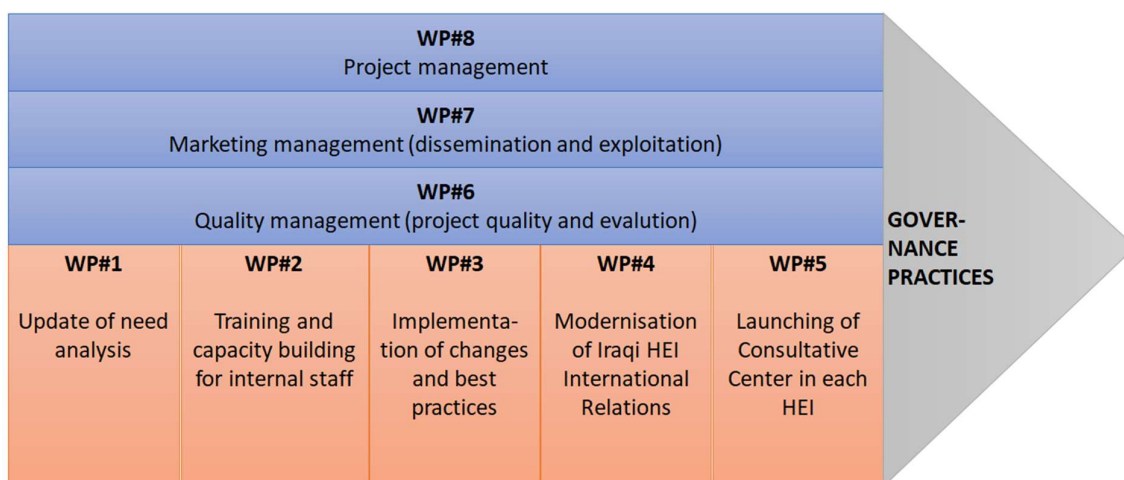 WP#8
Project management
WP#7
Marketing management (dissemination and exploitation)
WP#6
Quality management (project quality and evalution)
WP#1
Update of need
analysis
WP#2
Training and
capacity building
for internal staff
WP#3
Implementa-
tion of changes
and best
practices
WP#4
Modernisation
of Iraqi HEI
International
Relations
WP#5
Launching of
Consultative
Center in each
HEI
GOVER-
NANCE
PRACTICES